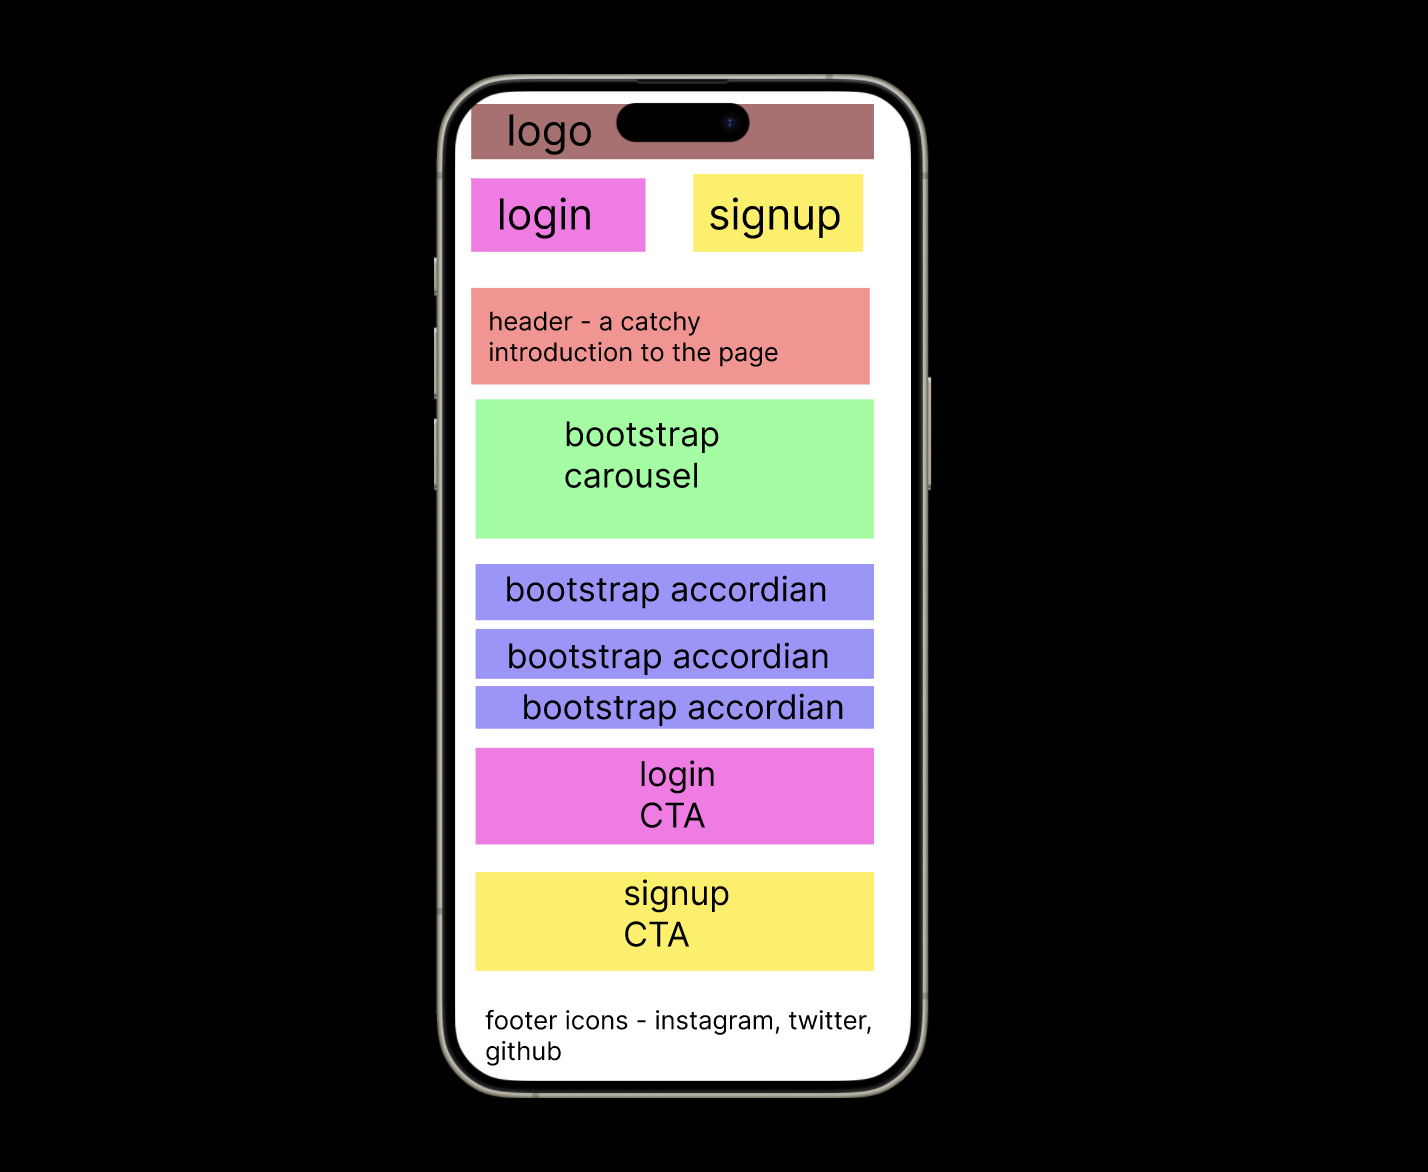 logo
login
signup
header - a catchy
introduction to the page
bootstrap
carousel
bootstrap accordian
bootstrap accordian
bootstrap accordian
login
CTA
signup
CTA
footer icons - instagram, twitter,
github